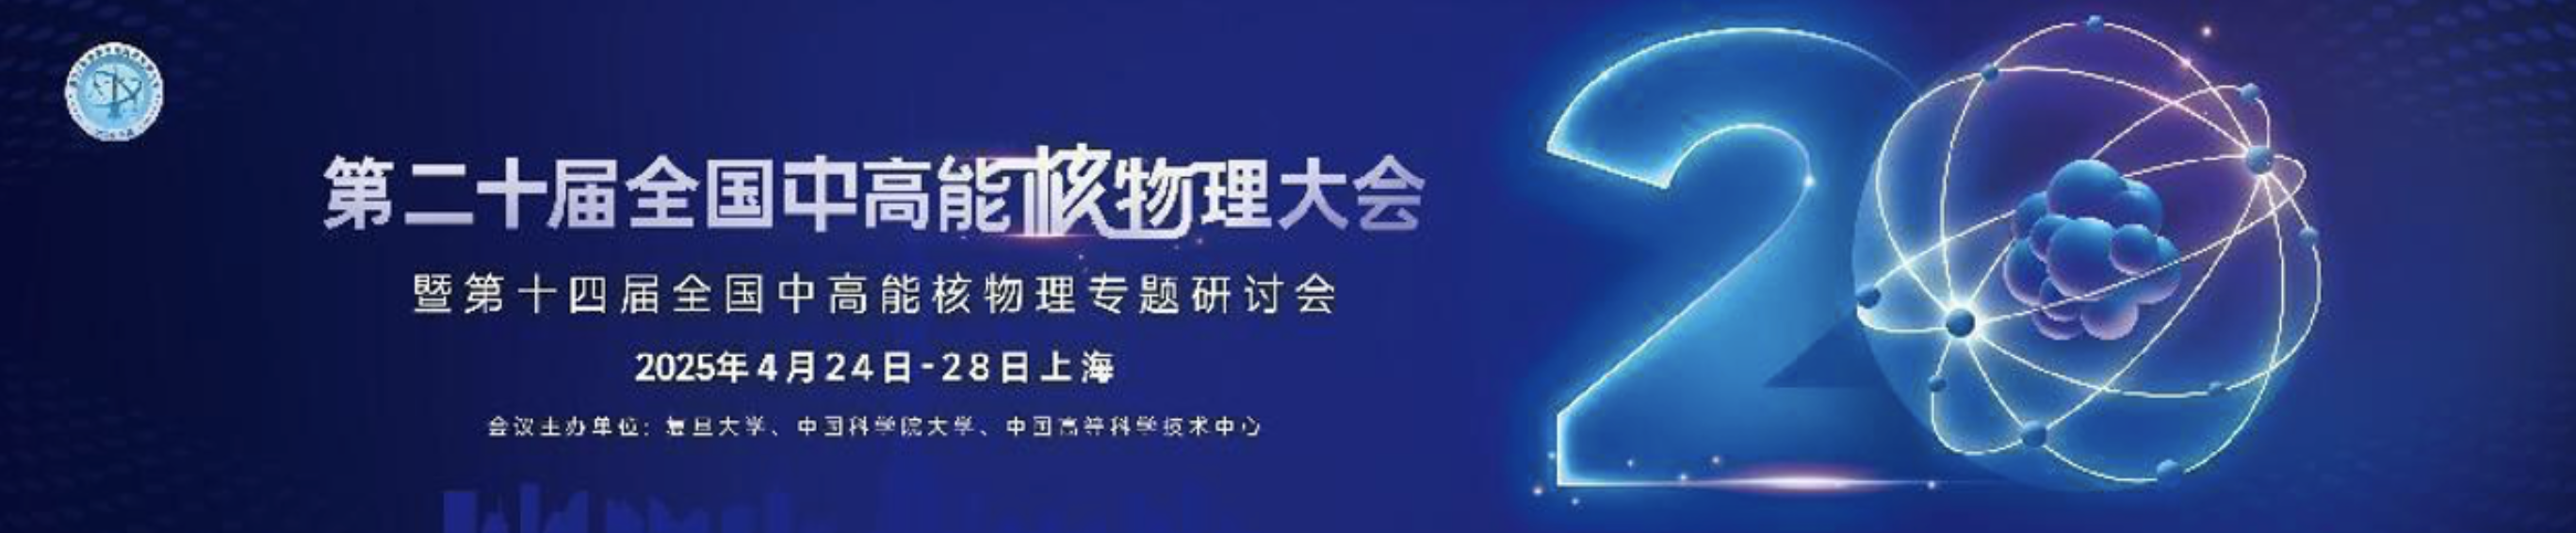 第二十届全国中高能核物理大会
暨第十四届全国中高能核物理专题研讨会
2025年4月24日-28日上海
会议主办单位：复旦大学、中国科学院大学、中国高等科学技术中心
20